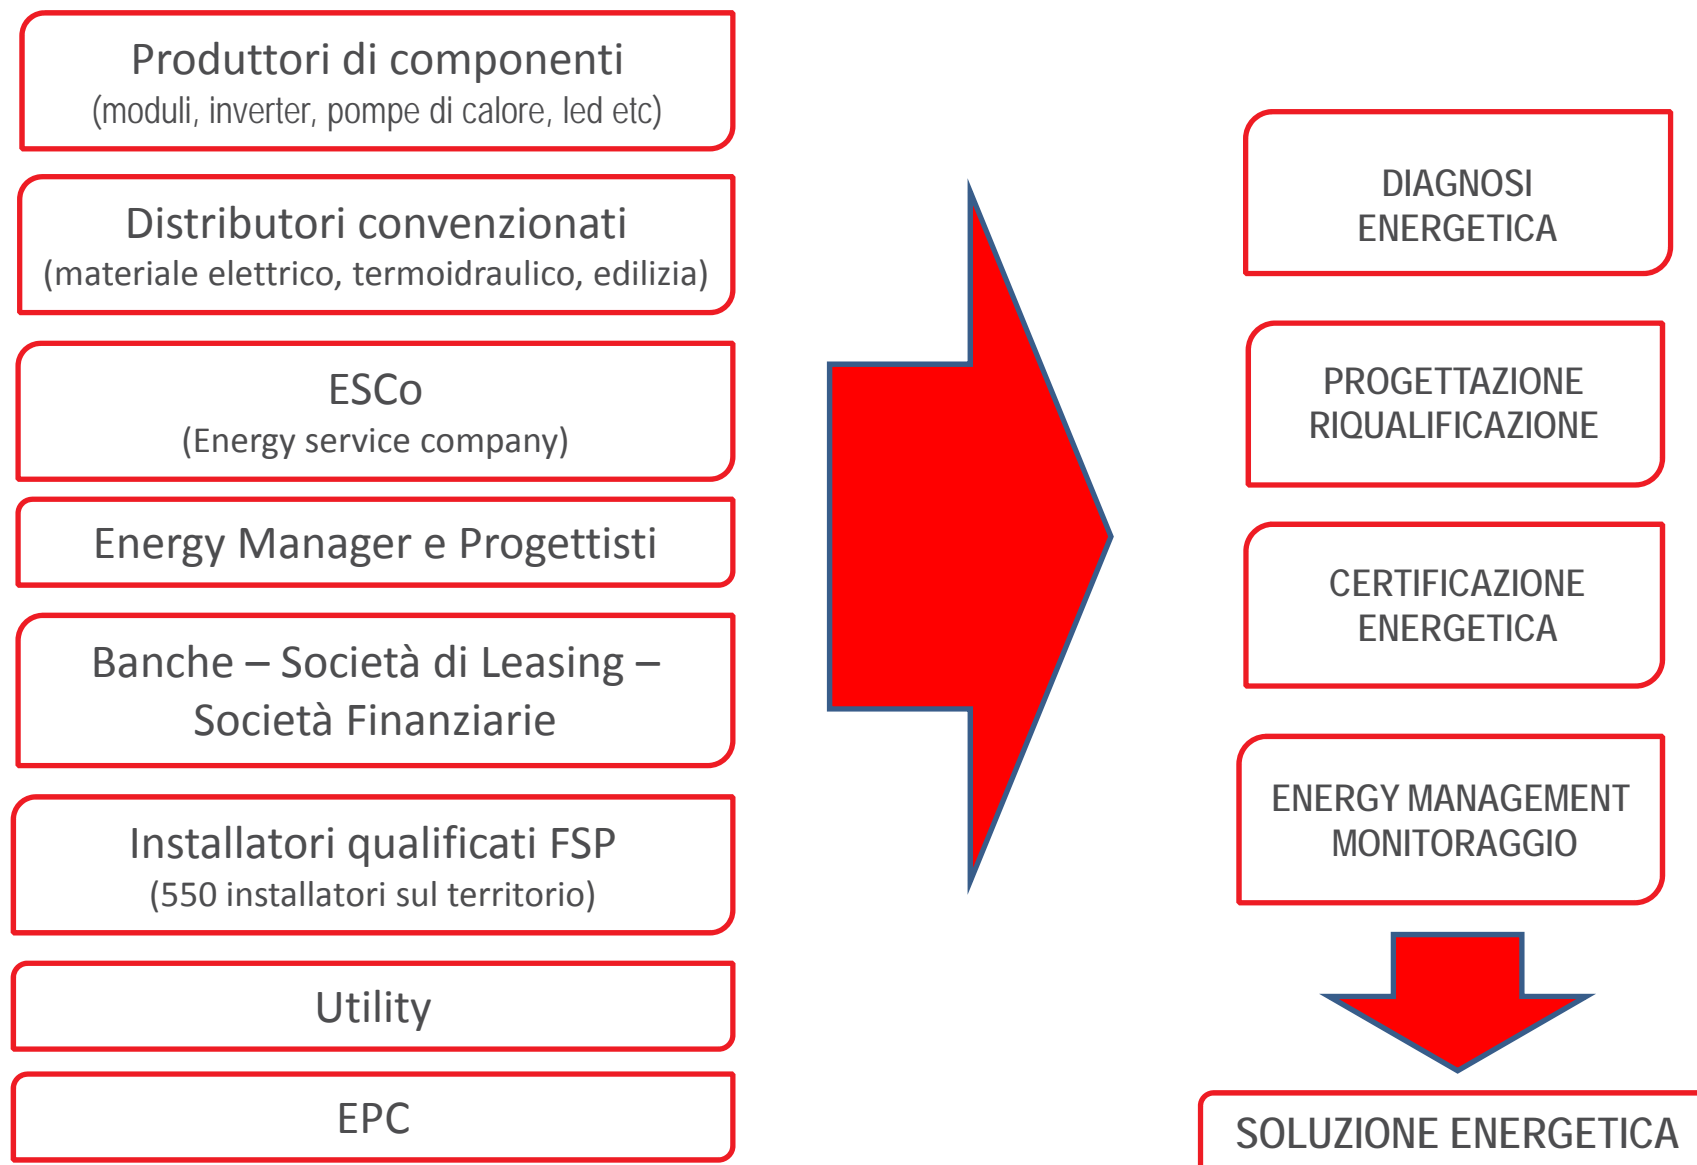 Produttori di componenti
(moduli, inverter, pompe di calore, led etc)
Distributori convenzionati
(materiale elettrico, termoidraulico, edilizia)
ESCo
(Energy service company)
Energy Manager e Progettisti
Banche – Società di Leasing –
Società Finanziarie
Installatori qualificati FSP
(550 installatori sul territorio)
Utility
EPC
DIAGNOSI
ENERGETICA
PROGETTAZIONE
RIQUALIFICAZIONE
CERTIFICAZIONE
ENERGETICA
ENERGY MANAGEMENT
MONITORAGGIO
SOLUZIONE ENERGETICA